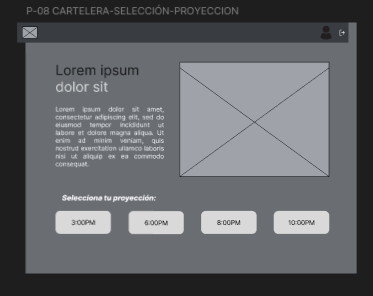 P-08 CARTELERA-SELECCIÓN-PROYECCION
Lorem ipsum
dolor sit
Lorem ipsum dolor sit amet,
consectetur adipiscing elit, sed do
eiusmod tempor incididunt ut
labore et dolore magna aliqua. Ut
enim ad minim veniam, quis
nostrud exercitation ullamco laboris
nisi ut aliquip ex ea commodo
consequat.
Selecciona tu proyección:
3:00PM
6:00PM
8:00PM
10:00PM